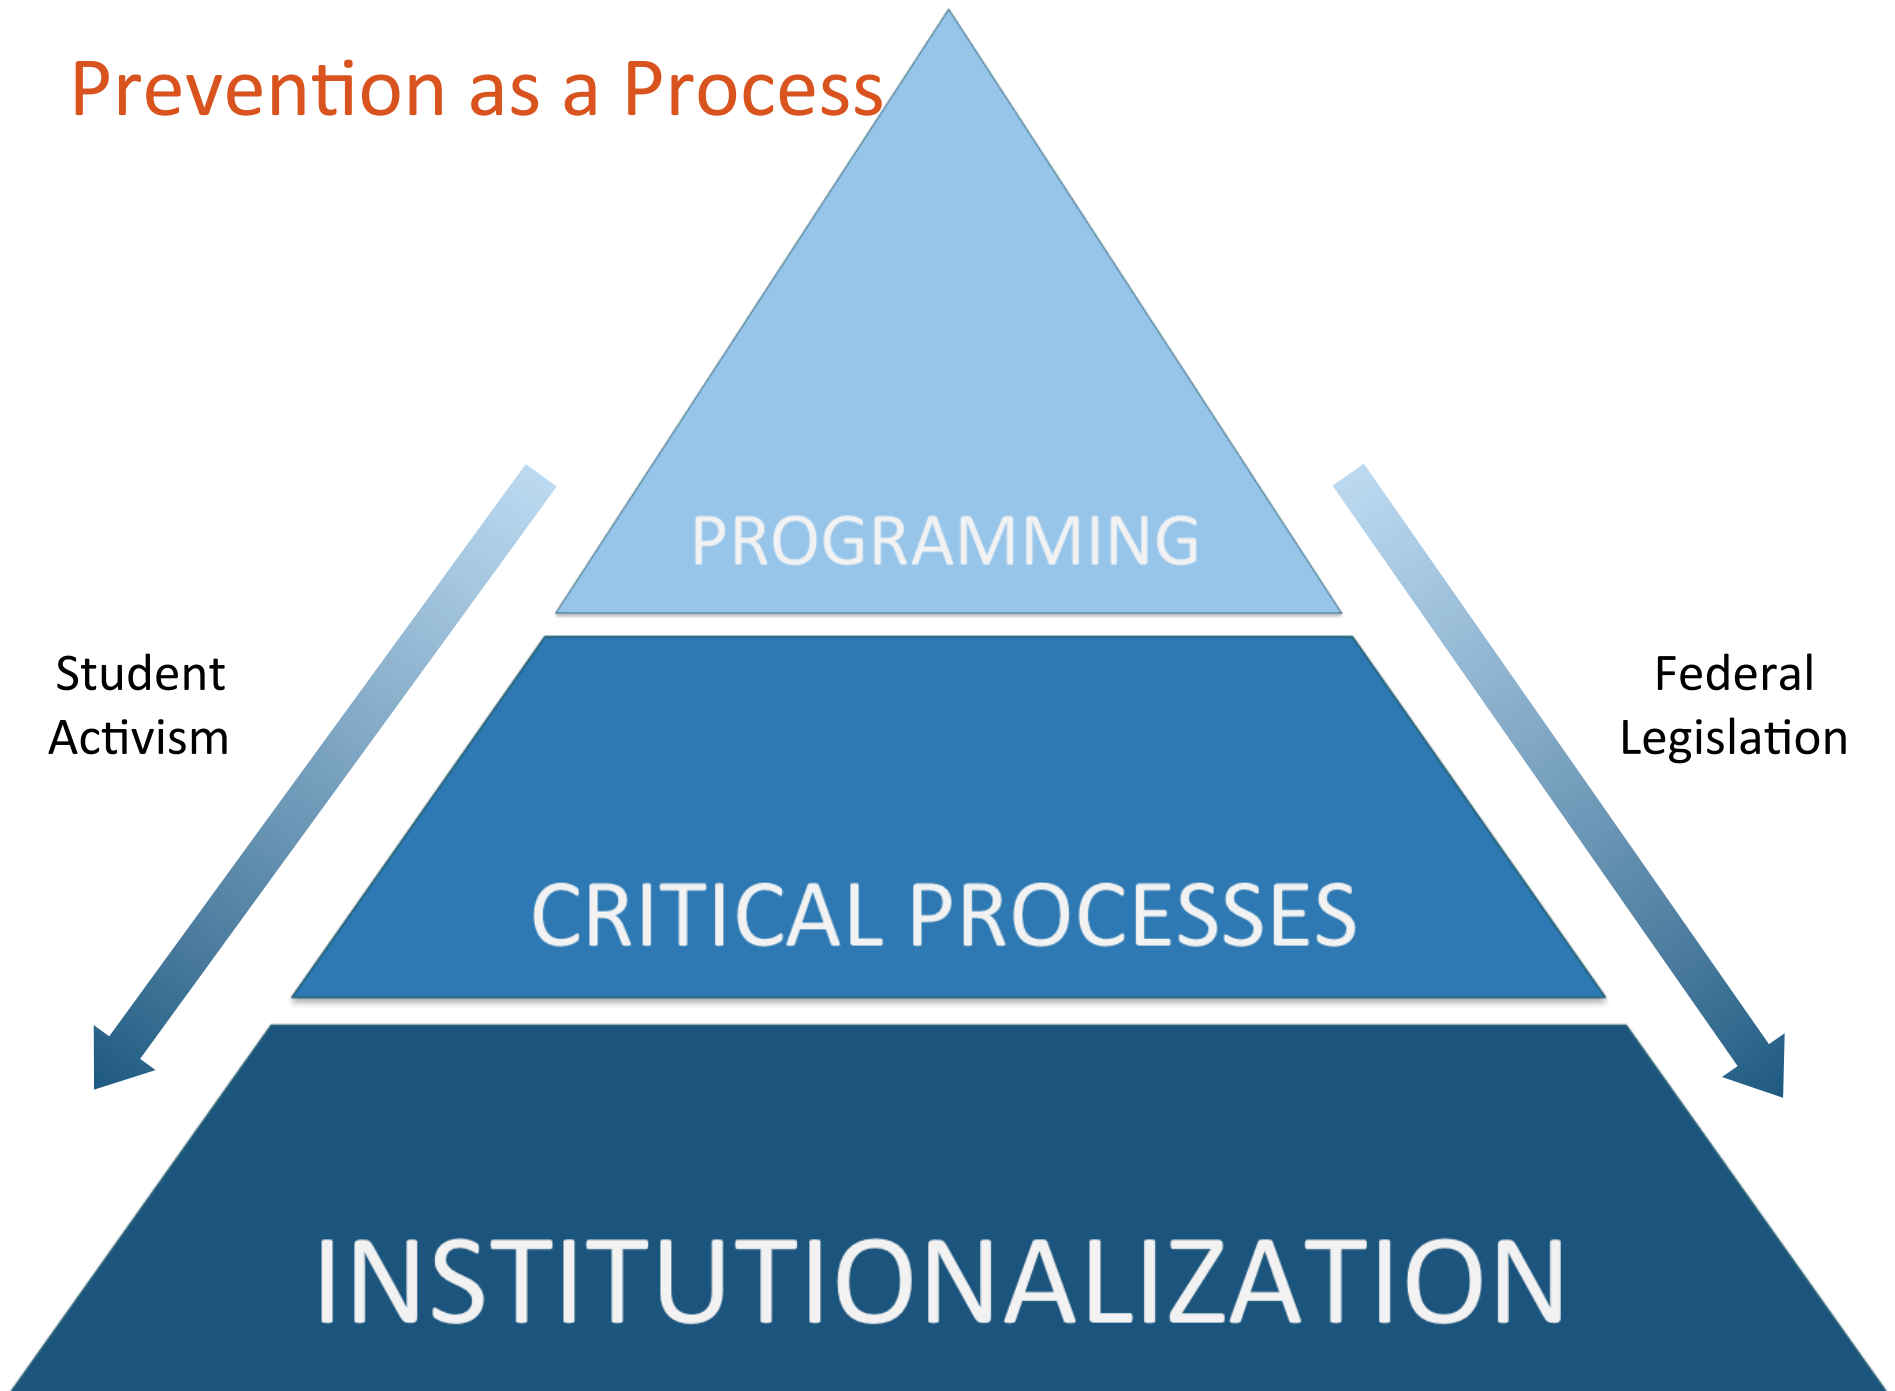 Prevention as a Process
PROGRAMMING
Student
Activism
Federal
Legislation
CRITICAL PROCESSES
INSTITUTIONALIZATION